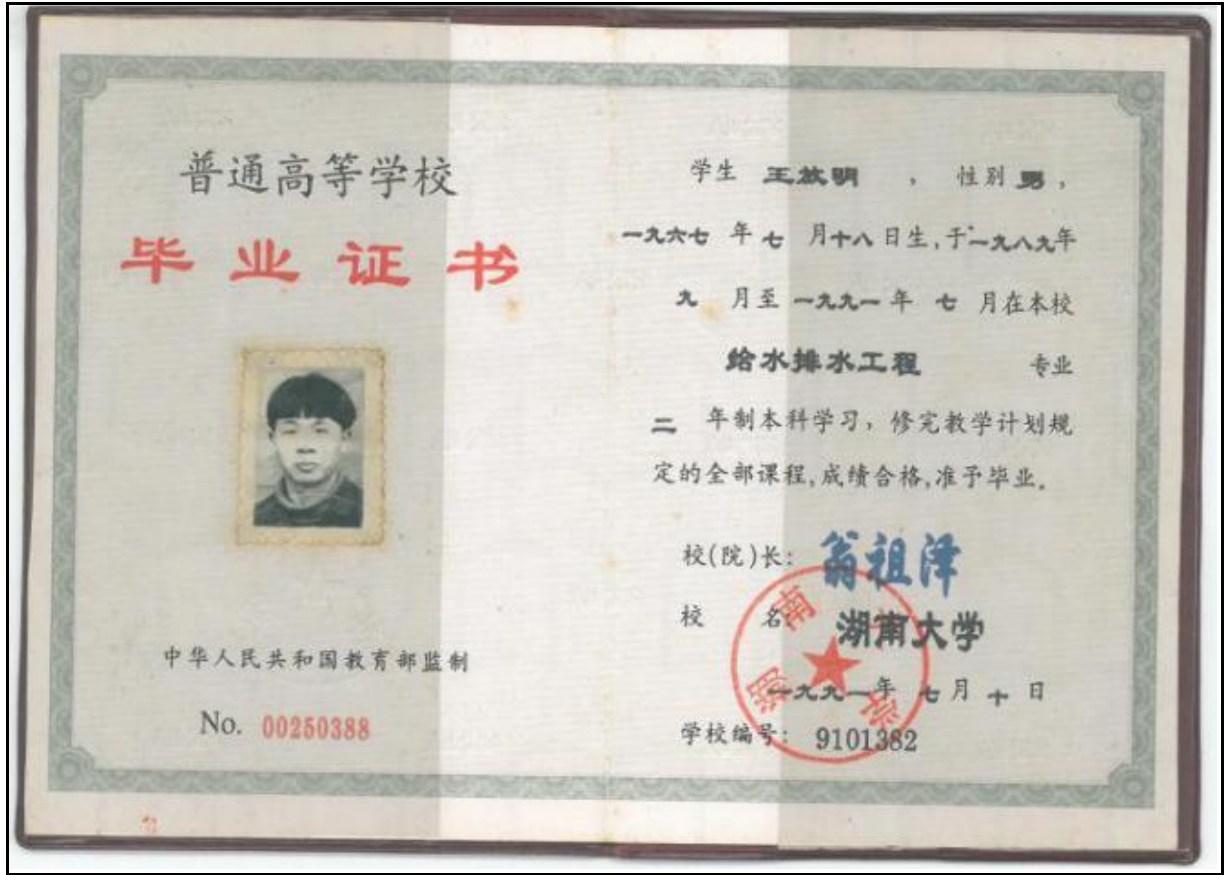 普通高等学校
毕业证书
中华人民共和国教育部监制
No. 00250388
学生 王放明 , 性别 男,
一九六七 年 七 月十八日生,于一九八九年
九 月至 一九九一 年 七 月在本校
给水排水工程 专业
二 年制本科学习, 修完教学计划规
定的全部课程,成绩合格,准予毕业。
校(院)长: 翁祖泽
校 名: 湖南大学
一九九一年 七月 十 日
学校编号: 9101382
湖南大学